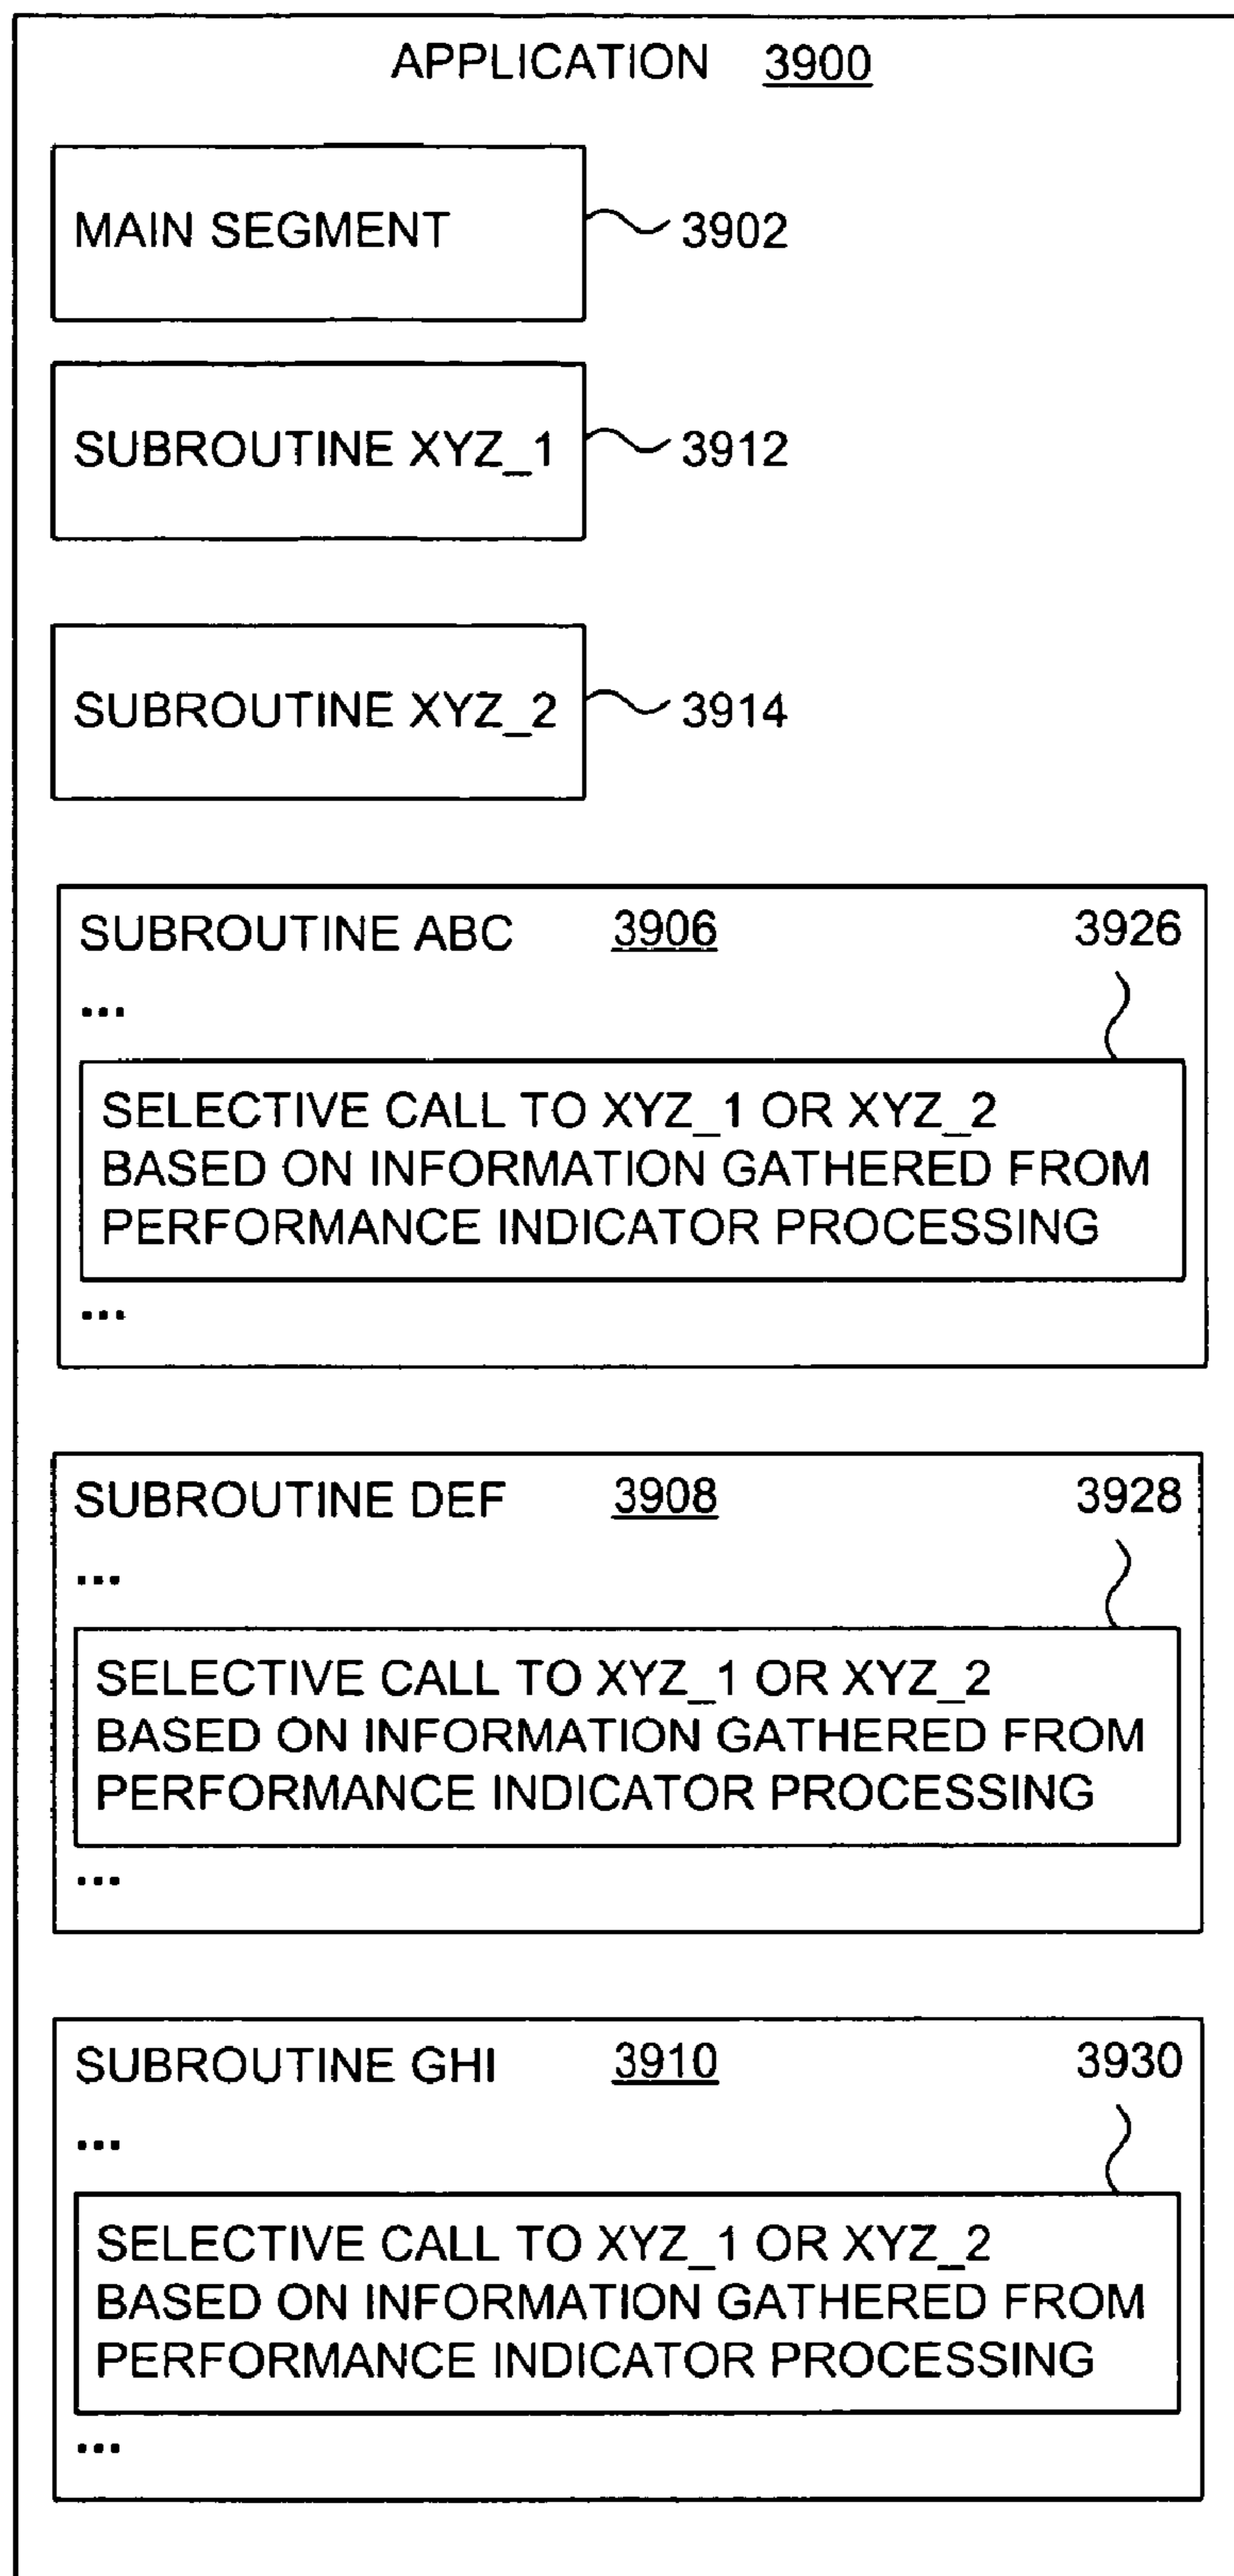 APPLICATION 3900
MAIN SEGMENT 3902
SUBROUTINE XYZ_1 3912
SUBROUTINE XYZ_2 3914
SUBROUTINE ABC 3906 3926
...
SELECTIVE CALL TO XYZ_1 OR XYZ_2
BASED ON INFORMATION GATHERED FROM
PERFORMANCE INDICATOR PROCESSING
...
SUBROUTINE DEF 3908 3928
...
SELECTIVE CALL TO XYZ_1 OR XYZ_2
BASED ON INFORMATION GATHERED FROM
PERFORMANCE INDICATOR PROCESSING
...
SUBROUTINE GHI 3910 3930
...
SELECTIVE CALL TO XYZ_1 OR XYZ_2
BASED ON INFORMATION GATHERED FROM
PERFORMANCE INDICATOR PROCESSING
...